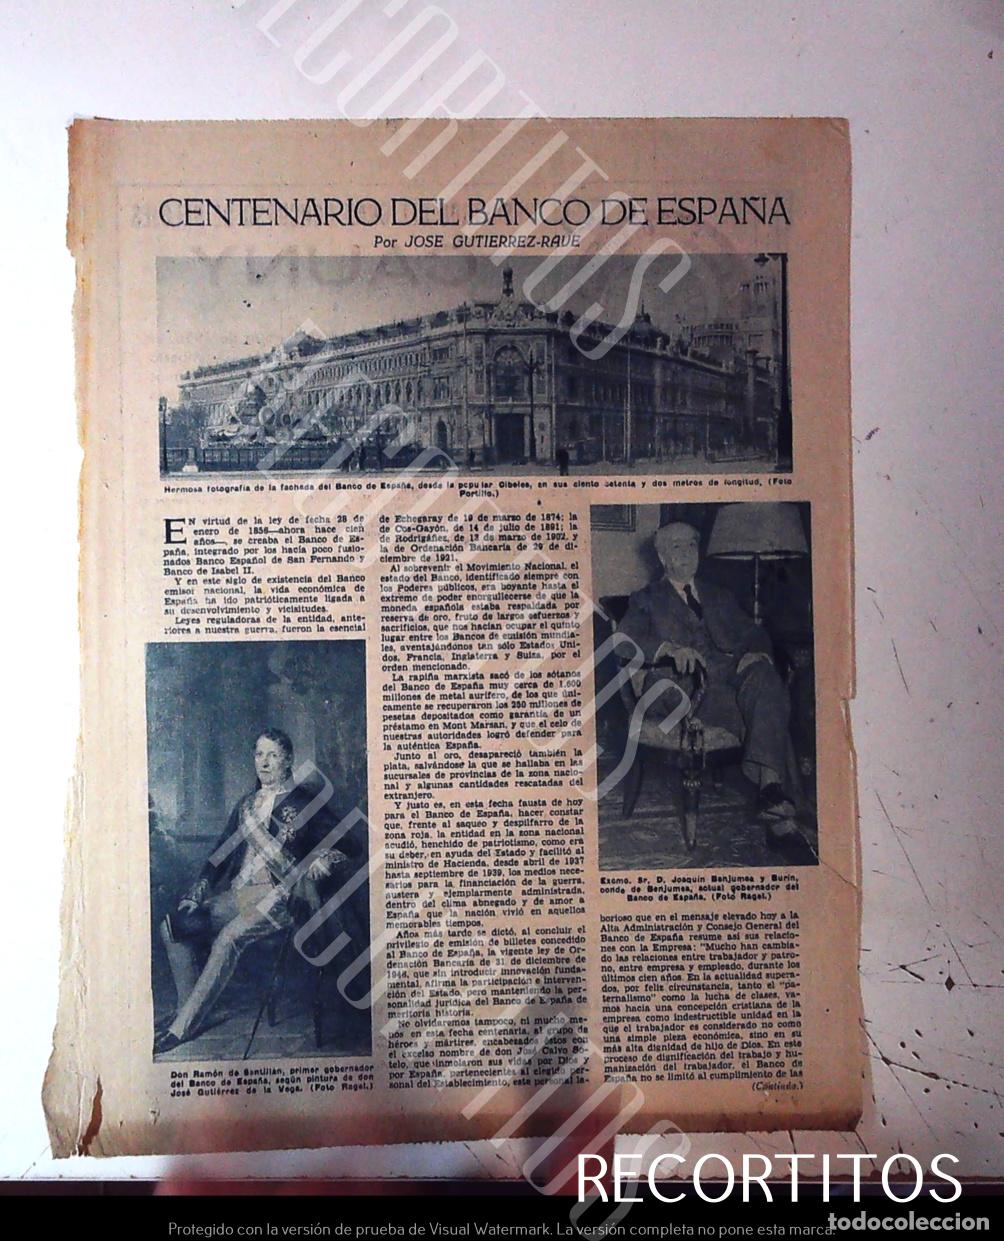 CENTENARIO DEL BANCO DE ESPAÑA
Por JOSE GUTIERREZ-RAVE
Hermosa fotografía de la fachada del Banco de España, desde la popular Cibeles, en sus ciento setenta y dos metros de longitud. (Foto
Portillo.)
EN virtud de la ley de fecha 28 de
enero de 1856—ahora hace cien
años—, se creaba el Banco de Es-
paña, integrado por los hacía poco fusio-
nados Banco Español de San Fernando y
Banco de Isabel II.
Y en este siglo de existencia del Banco
emisor nacional, la vida económica de
España ha ido patrióticamente ligada a
su desenvolvimiento y vicisitudes.
Leyes reguladoras de la entidad, ante-
riores a nuestra guerra, fueron la esencial
Don Ramón de Santillán, primer gobernador
del Banco de España, según pintura de don
José Gutiérrez de la Vega. (Foto Ragel.)
de Echegaray de 19 de marzo de 1874; la
de Cos-Gayón, de 14 de julio de 1891; la
de Rodrigáñez, de 13 de marzo de 1902, y
la de Ordenación Bancaria de 29 de di-
ciembre de 1921.
Al sobrevenir el Movimiento Nacional, el
estado del Banco, identificado siempre con
los Poderes públicos, era boyante hasta el
extremo de poder enorgullecerse de que la
moneda española estaba respaldada por
reserva de oro, fruto de largos esfuerzos y
sacrificios, que nos hacían ocupar el quinto
lugar entre los Bancos de emisión mundia-
les, aventajándonos tan sólo Estados Uni-
dos, Francia, Inglaterra y Suiza, por el
orden mencionado.
La rapiña marxista sacó de los sótanos
del Banco de España muy cerca de 1.600
millones de metal aurífero, de los que úni-
camente se recuperaron los 250 millones de
pesetas depositados como garantía de un
préstamo en Mont Marsan, y que el celo de
nuestras autoridades logró defender para
la auténtica España.
Junto al oro, desapareció también la
plata, salvándose la que se hallaba en las
sucursales de provincias de la zona nacio-
nal y algunas cantidades rescatadas del
extranjero.
Y justo es, en esta fecha fausta de hoy
para el Banco de España, hacer constar
que, frente al saqueo y despilfarro de la
zona roja, la entidad en la zona nacional
acudió, henchido de patriotismo, como era
su deber, en ayuda del Estado y facilitó al
ministro de Hacienda, desde abril de 1937
hasta septiembre de 1939, los medios nece-
sarios para la financiación de la guerra,
austera y ejemplarmente administrada,
dentro del clima abnegado y de amor a
España que la nación vivió en aquellos
memorables tiempos.
Años más tarde se dictó, al concluir el
privilegio de emisión de billetes concedido
al Banco de España, la vigente ley de Or-
denación Bancaria de 31 de diciembre de
1946, que sin introducir innovación funda-
mental, afirma la participación e interven-
ción del Estado, pero manteniendo la per-
sonalidad jurídica del Banco de España de
meritoria historia.
No olvidaremos tampoco, ni mucho me-
nos en esta fecha centenaria, al grupo de
héroes y mártires, encabezados éstos con
el excelso nombre de don José Calvo So-
telo, que inmolaron sus vidas por Dios y
por España, pertenecientes al elegido per-
sonal del Establecimiento, este personal la-
Excmo. Sr. D. Joaquín Benjumea y Burín,
conde de Benjumea, actual gobernador del
Banco de España. (Foto Ragel.)
borioso que en el mensaje elevado hoy a la
Alta Administración y Consejo General del
Banco de España resume así sus relacio-
nes con la Empresa: "Mucho han cambia-
do las relaciones entre trabajador y patro-
no, entre empresa y empleado, durante los
últimos cien años. En la actualidad supera-
dos, por feliz circunstancia, tanto el "pa-
ternalismo" como la lucha de clases, va-
mos hacia una concepción cristiana de la
empresa como indestructible unidad en la
que el trabajador es considerado no como
una simple pieza económica, sino en su
más alta dignidad de hijo de Dios. En este
proceso de dignificación del trabajo y hu-
manización del trabajador, el Banco de
España no se limitó al cumplimiento de las
(Continúa.)
RECORTITOS
RECORTITOS
RECORTITOS
RECORTITOS
todocoleccion
Protegido con la versión de prueba de Visual Watermark. La versión completa no pone esta marca.